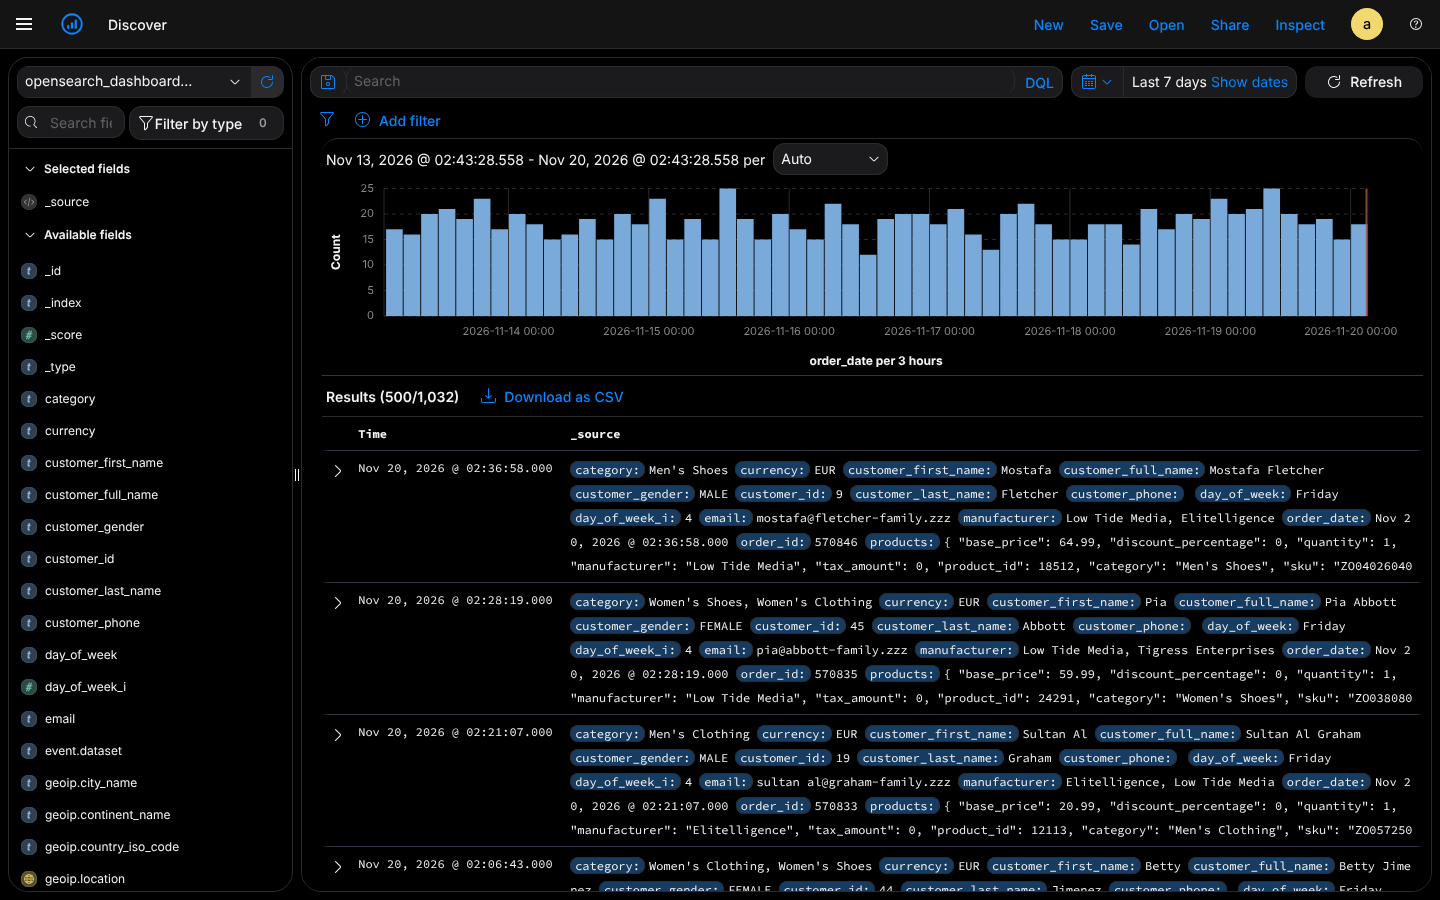 Discover
New Save Open Share Inspect a
opensearch_dashboard...
Search DQL
Last 7 days Show dates
Refresh
Search fi
Filter by type 0
Add filter
Selected fields
_source
Available fields
_id
_index
_score
_type
category
currency
customer_first_name
customer_full_name
customer_gender
customer_id
customer_last_name
customer_phone
day_of_week
day_of_week_i
email
event.dataset
geoip.city_name
geoip.continent_name
geoip.country_iso_code
geoip.location
Nov 13, 2026 @ 02:43:28.558 - Nov 20, 2026 @ 02:43:28.558 per Auto
Count
25
20
15
10
5
0
2026-11-14 00:00 2026-11-15 00:00 2026-11-16 00:00 2026-11-17 00:00 2026-11-18 00:00 2026-11-19 00:00 2026-11-20 00:00
order_date per 3 hours
Results (500/1,032) Download as CSV
Time _source
Nov 20, 2026 @ 02:36:58.000
category: Men's Shoes currency: EUR customer_first_name: Mostafa customer_full_name: Mostafa Fletcher
customer_gender: MALE customer_id: 9 customer_last_name: Fletcher customer_phone: day_of_week: Friday
day_of_week_i: 4 email: mostafa@fletcher-family.zzz manufacturer: Low Tide Media, Elitelligence order_date: Nov 2
0, 2026 @ 02:36:58.000 order_id: 570846 products: { "base_price": 64.99, "discount_percentage": 0, "quantity": 1,
"manufacturer": "Low Tide Media", "tax_amount": 0, "product_id": 18512, "category": "Men's Shoes", "sku": "ZO04026040
Nov 20, 2026 @ 02:28:19.000
category: Women's Shoes, Women's Clothing currency: EUR customer_first_name: Pia customer_full_name: Pia Abbott
customer_gender: FEMALE customer_id: 45 customer_last_name: Abbott customer_phone: day_of_week: Friday
day_of_week_i: 4 email: pia@abbott-family.zzz manufacturer: Low Tide Media, Tigress Enterprises order_date: Nov 2
0, 2026 @ 02:28:19.000 order_id: 570835 products: { "base_price": 59.99, "discount_percentage": 0, "quantity": 1,
"manufacturer": "Low Tide Media", "tax_amount": 0, "product_id": 24291, "category": "Women's Shoes", "sku": "ZO038080
Nov 20, 2026 @ 02:21:07.000
category: Men's Clothing currency: EUR customer_first_name: Sultan Al customer_full_name: Sultan Al Graham
customer_gender: MALE customer_id: 19 customer_last_name: Graham customer_phone: day_of_week: Friday
day_of_week_i: 4 email: sultan al@graham-family.zzz manufacturer: Elitelligence, Low Tide Media order_date: Nov 2
0, 2026 @ 02:21:07.000 order_id: 570833 products: { "base_price": 20.99, "discount_percentage": 0, "quantity": 1,
"manufacturer": "Elitelligence", "tax_amount": 0, "product_id": 12113, "category": "Men's Clothing", "sku": "ZO057250
Nov 20, 2026 @ 02:06:43.000
category: Women's Clothing, Women's Shoes currency: EUR customer_first_name: Betty customer_full_name: Betty Jime
nez customer_gender: FEMALE customer_id: 44 customer_last_name: Jimenez customer_phone: day_of_week: Friday